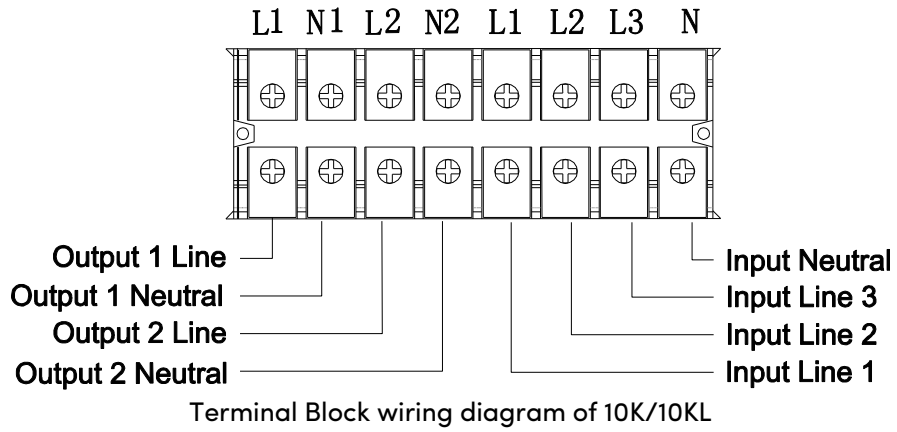 L1 N1 L2 N2 L1 L2 L3 N
Output 1 Line
Output 1 Neutral
Output 2 Line
Output 2 Neutral
Input Neutral
Input Line 3
Input Line 2
Input Line 1
Terminal Block wiring diagram of 10K/10KL